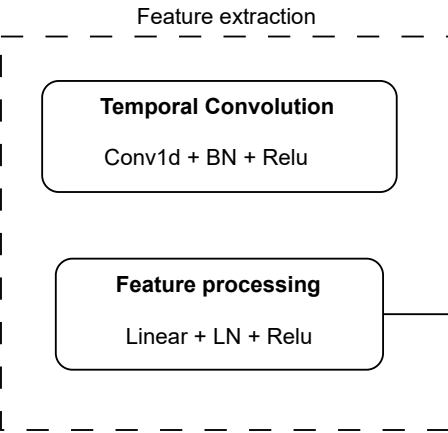 Feature extraction
Temporal Convolution
Conv1d + BN + Relu
Feature processing
Linear + LN + Relu